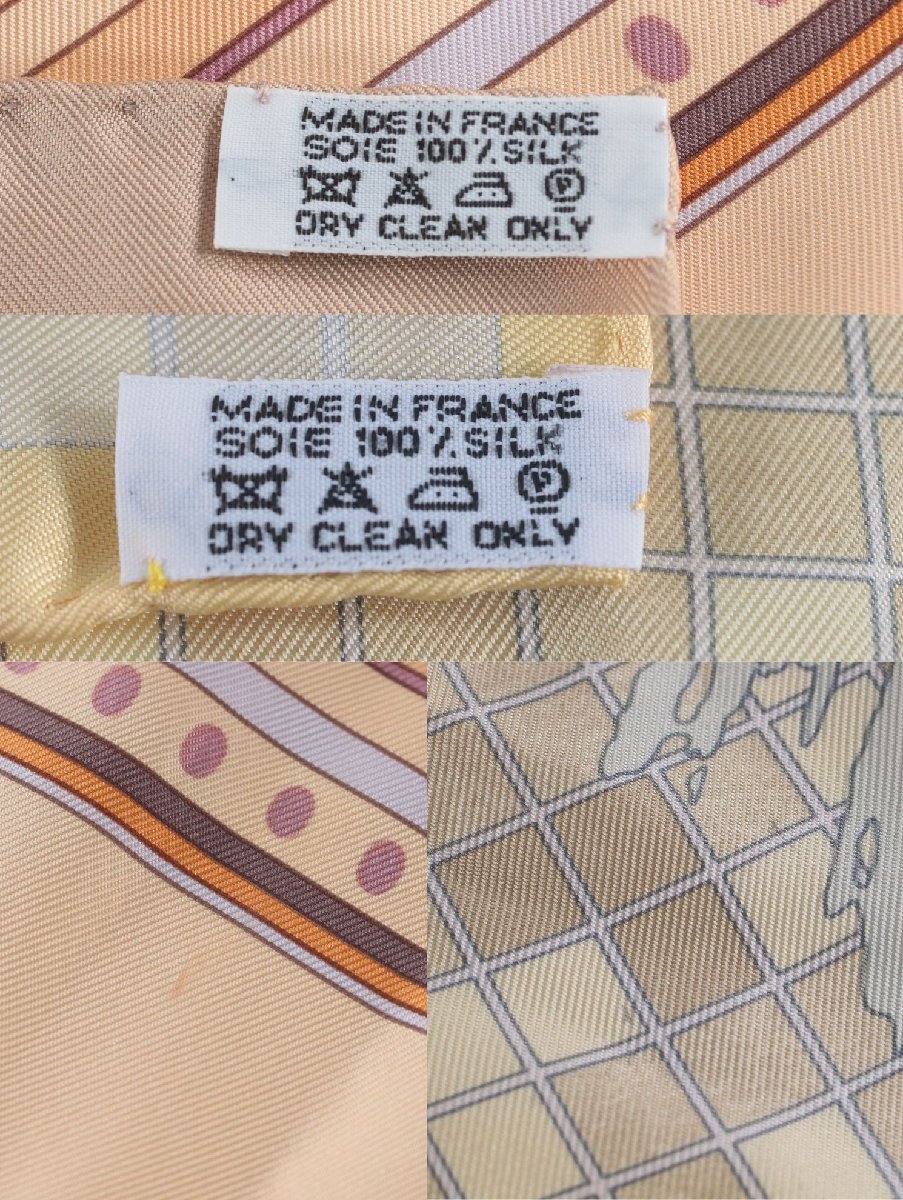 MADE IN FRANCE
SOIE 100% SILK
P
DRY CLEAN ONLY
MADE IN FRANCE
SOIE 100% SILK
P
DRY CLEAN ONLY